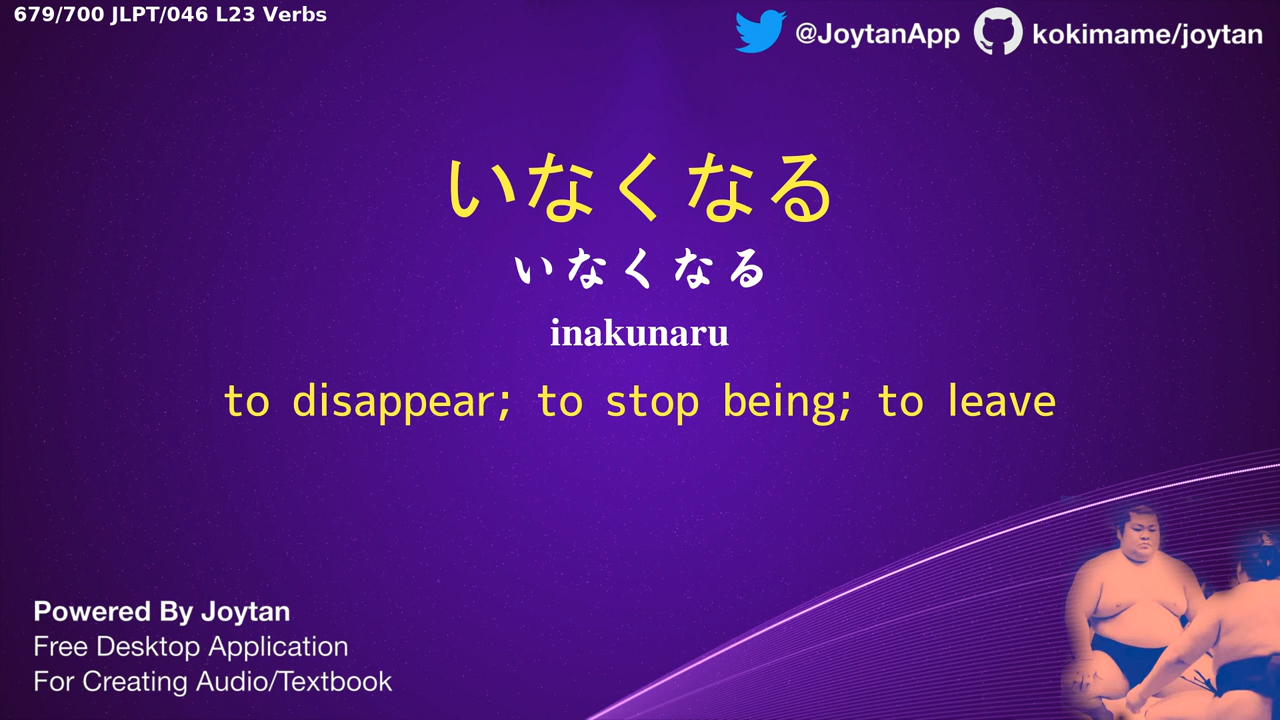 679/700 JLPT/046 L23 Verbs
@JoytanApp kokimame/joytan
いなくなる
いなくなる
inakunaru
to disappear; to stop being; to leave
Powered By Joytan
Free Desktop Application
For Creating Audio/Textbook